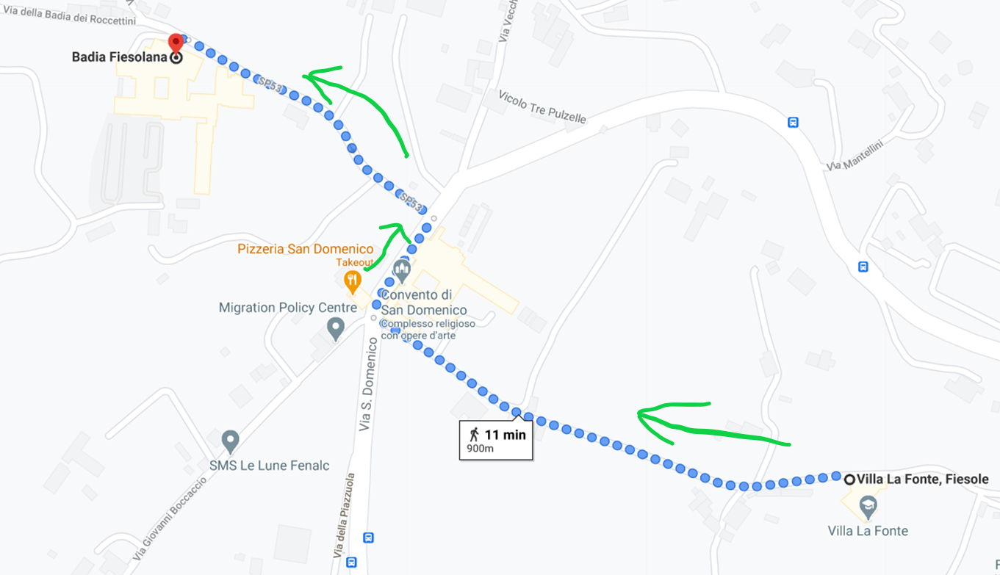 Via della Badia dei Roccettini
Via Vecch
Badia Fiesolana
SP53
Vicolo Tre Pulzelle
Via Mantellini
SP53
Pizzeria San Domenico
Takeout
Convento di
San Domenico
Complesso religioso
con opere d'arte
Migration Policy Centre
Via S. Domenico
11 min
900m
SMS Le Lune Fenalc
Villa La Fonte, Fiesole
Villa La Fonte
Via Giovanni Boccaccio
Via della Piazzuola
F